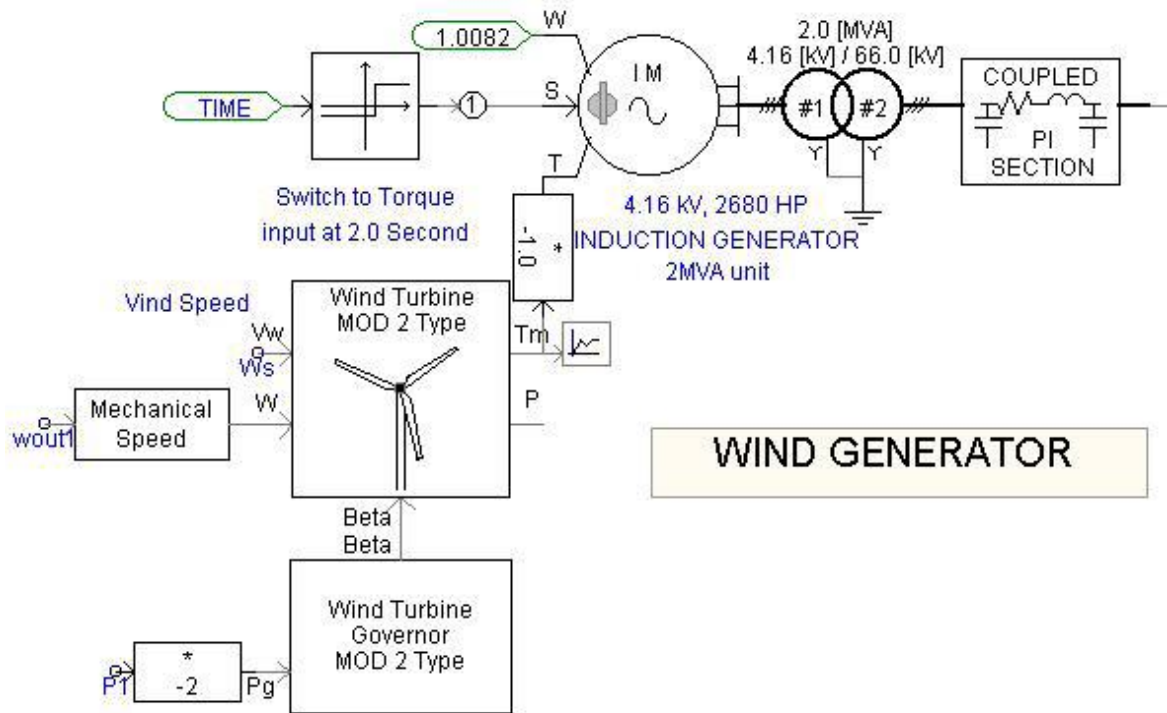 W
1.0082
2.0 [MVA]
4.16 [kV] / 66.0 [kV]
I M
S
TIME
1
#1
#2
COUPLED
PI
SECTION
T
Switch to Torque
input at 2.0 Second
*
-1.0
4.16 kV, 2680 HP
INDUCTION GENERATOR
2MVA unit
Vind Speed
Vw
Ws
Wind Turbine
MOD 2 Type
Tm
P
W
wout1
Mechanical
Speed
WIND GENERATOR
Beta
Beta
Wind Turbine
Governor
MOD 2 Type
P1
*
-2
Pg
Y
Y